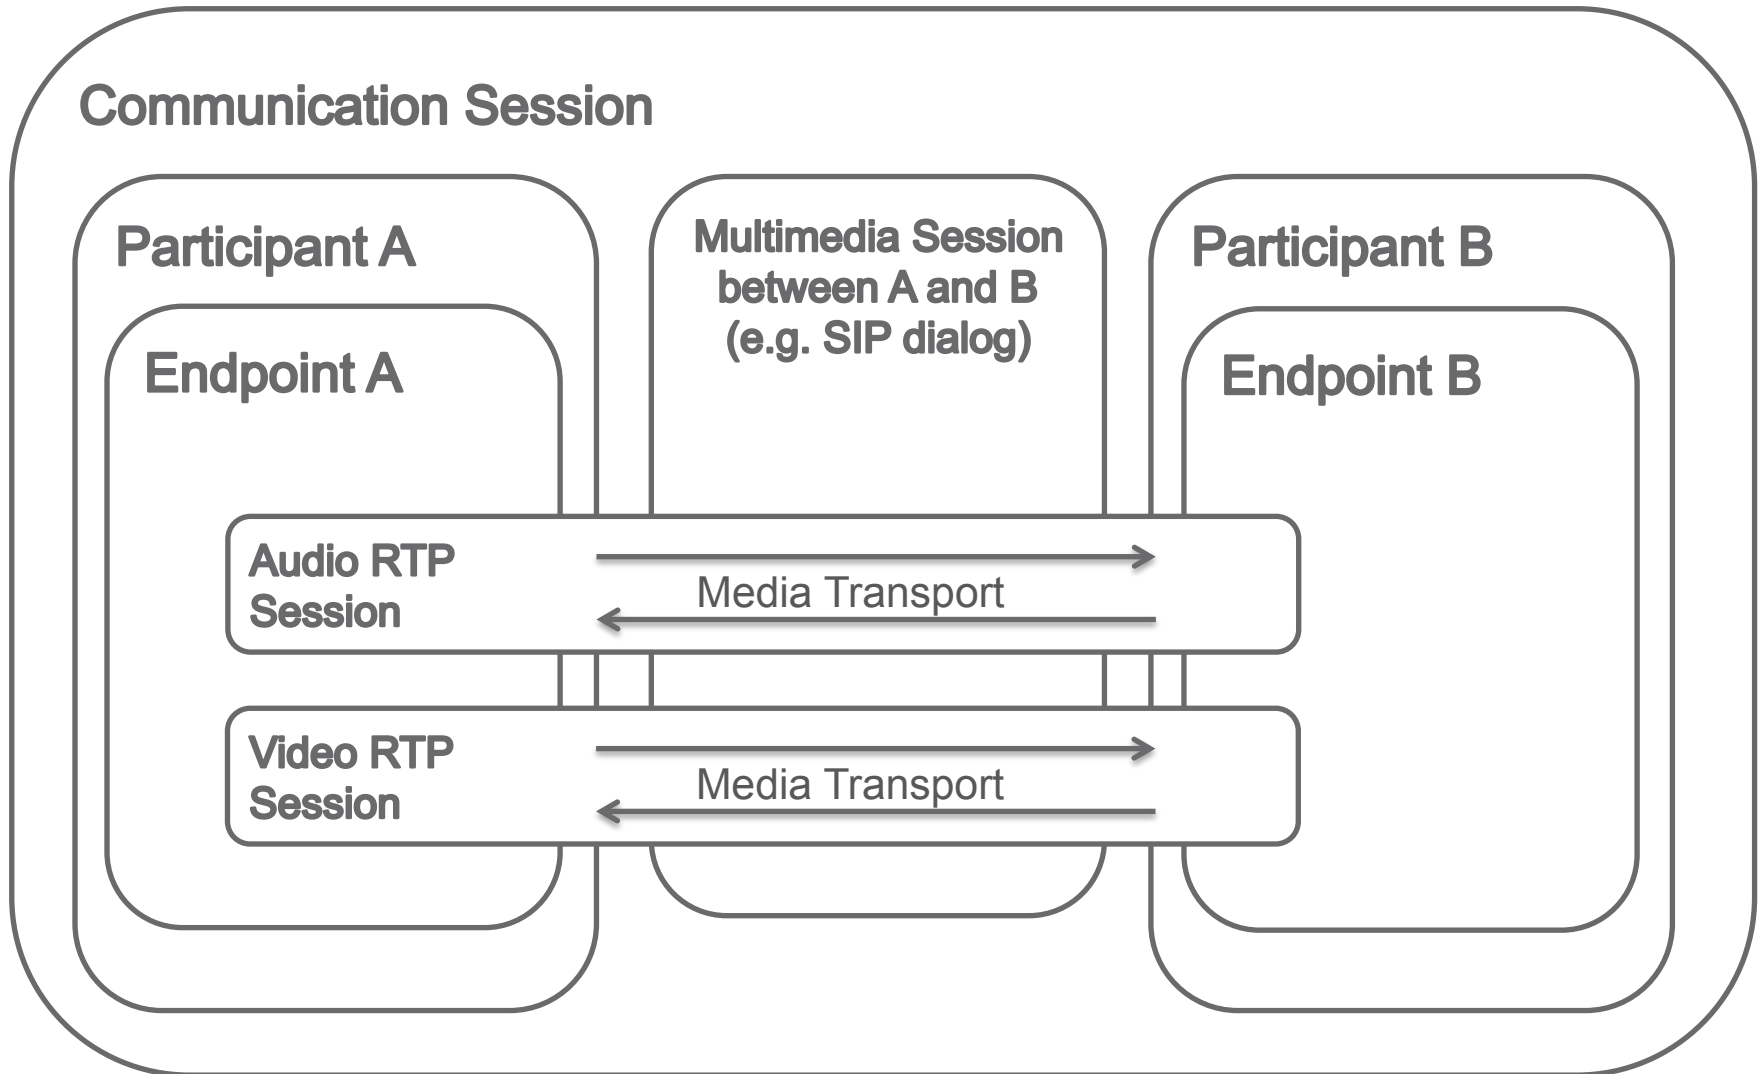 Communication Session
Participant A
Multimedia Session
between A and B
(e.g. SIP dialog)
Participant B
Endpoint A
Endpoint B
Audio RTP
Session
Media Transport
Video RTP
Session
Media Transport